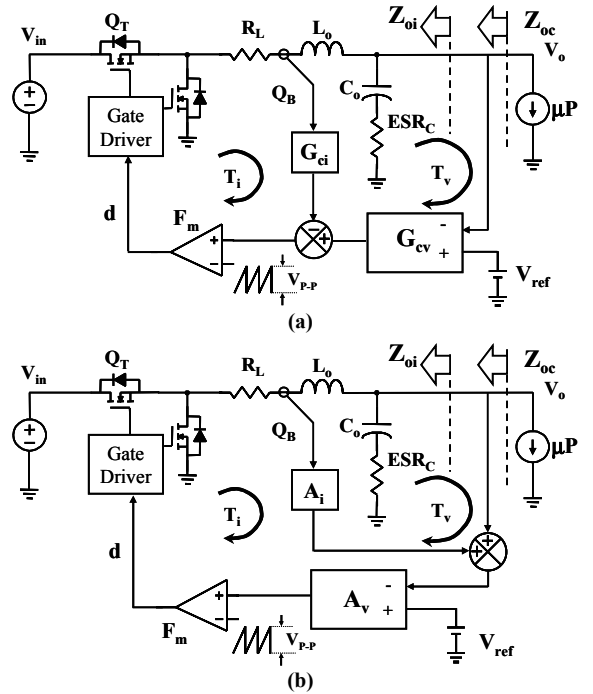 Q_T
Z_oi
Z_oc
V_in
R_L
L_o
V_o
Q_B
C_o
ESR_C
μP
Gate
Driver
G_ci
T_i
T_v
d
F_m
+
−
−
+
G_cv
-
+
V_P-P
V_ref
(a)
Q_T
Z_oi
Z_oc
V_in
R_L
L_o
V_o
Q_B
C_o
ESR_C
μP
Gate
Driver
A_i
T_i
T_v
+
+
d
F_m
+
−
A_v
-
+
V_P-P
V_ref
(b)